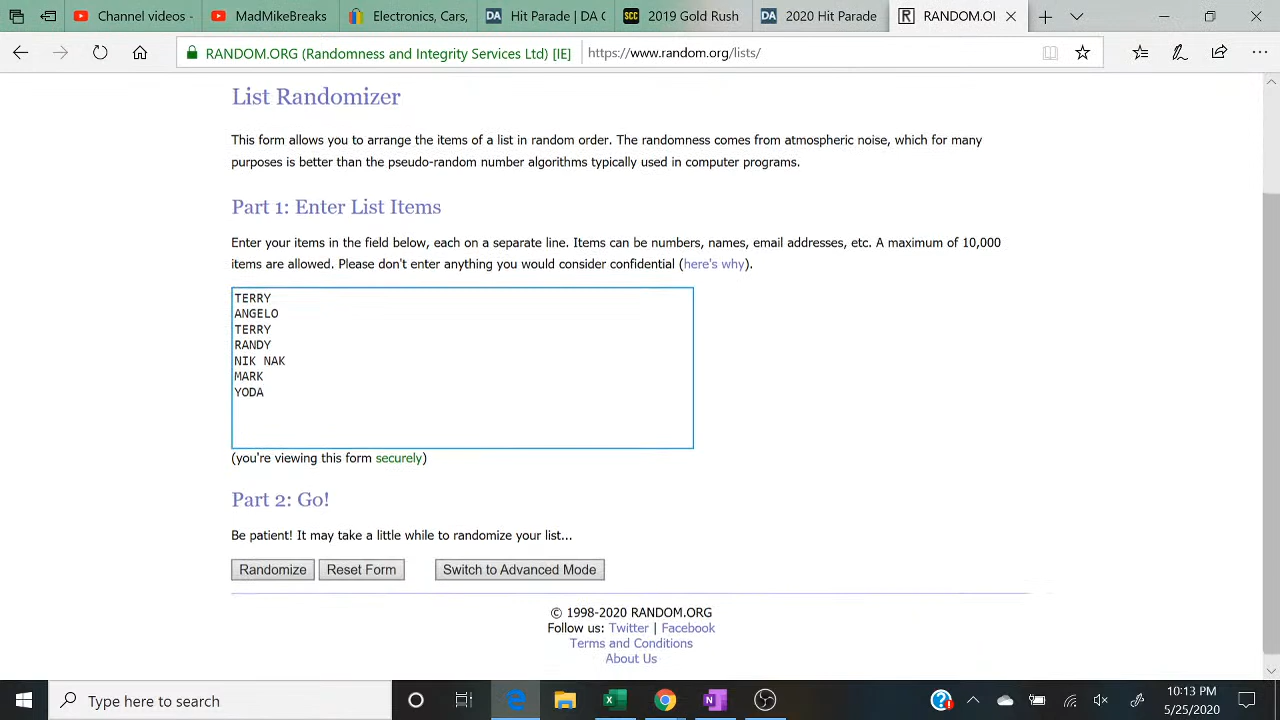 Channel videos -
MadMikeBreaks
Electronics, Cars,
DA Hit Parade | DA C
SCC 2019 Gold Rush
DA 2020 Hit Parade
R RANDOM.OI
RANDOM.ORG (Randomness and Integrity Services Ltd) [IE]
https://www.random.org/lists/
List Randomizer
This form allows you to arrange the items of a list in random order. The randomness comes from atmospheric noise, which for many
purposes is better than the pseudo-random number algorithms typically used in computer programs.
Part 1: Enter List Items
Enter your items in the field below, each on a separate line. Items can be numbers, names, email addresses, etc. A maximum of 10,000
items are allowed. Please don't enter anything you would consider confidential (here's why).
TERRY
ANGELO
TERRY
RANDY
NIK NAK
MARK
YODA
(you're viewing this form securely)
Part 2: Go!
Be patient! It may take a little while to randomize your list...
Randomize Reset Form Switch to Advanced Mode
© 1998-2020 RANDOM.ORG
Follow us: Twitter | Facebook
Terms and Conditions
About Us
Type here to search
10:13 PM
5/25/2020